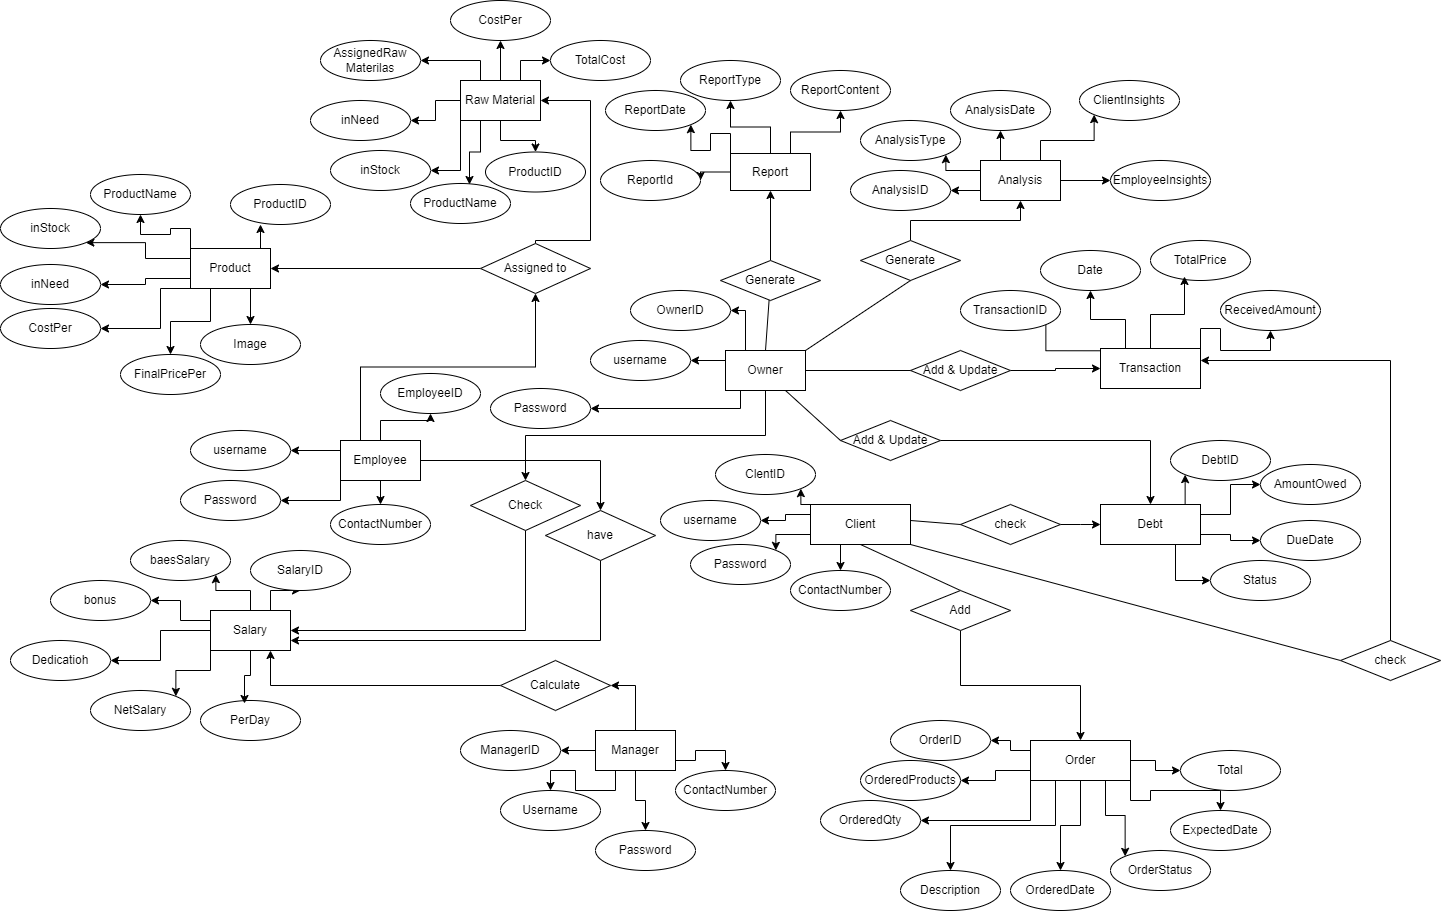 CostPer
AssignedRaw
Materilas
TotalCost
Raw Material
inNeed
inStock
ProductName
ProductID
ReportType
ReportContent
ReportDate
ReportId
Report
AnalysisDate
ClientInsights
AnalysisType
AnalysisID
Analysis
EmployeeInsights
ProductName
ProductID
inStock
Product
inNeed
CostPer
Image
FinalPricePer
Assigned to
Generate
Generate
Date
TotalPrice
TransactionID
ReceivedAmount
Transaction
OwnerID
username
Owner
Password
Add & Update
Add & Update
EmployeeID
username
Employee
Password
ContactNumber
Check
have
ClentID
username
Client
Password
ContactNumber
check
DebtID
AmountOwed
Debt
DueDate
Status
Add
check
baesSalary
SalaryID
bonus
Salary
Dedicatioh
NetSalary
PerDay
Calculate
ManagerID
Manager
Username
ContactNumber
Password
OrderID
Order
OrderedProducts
Total
OrderedQty
ExpectedDate
Description
OrderedDate
OrderStatus